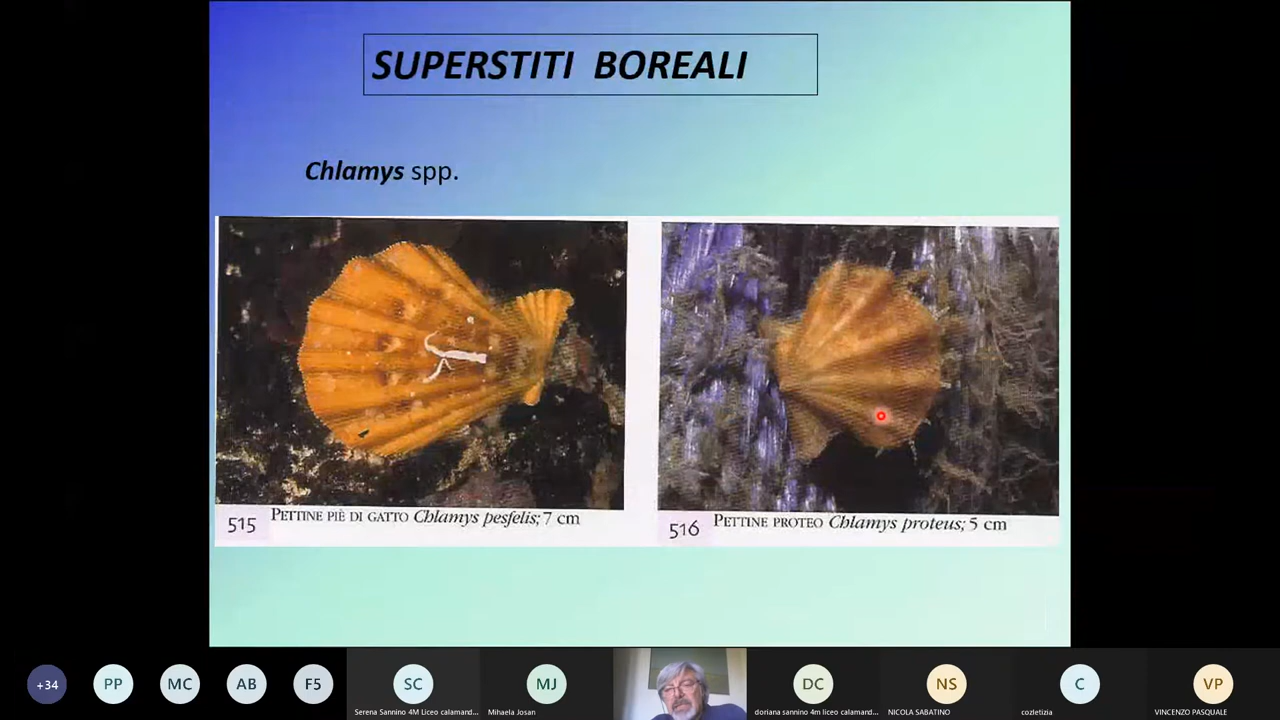 SUPERSTITI BOREALI
Chlamys spp.
515 PETTINE PIÈ DI GATTO Chlamys pesfelis; 7 cm
516 PETTINE PROTEO Chlamys proteus; 5 cm
+34
PP
MC
AB
F5
SC
MJ
DC
NS
C
VP
Serena Sannino 4M Liceo calamand...
Mihaela Josan
doriana sannino 4m liceo calamand...
NICOLA SABATINO
cozletizia
VINCENZO PASQUALE